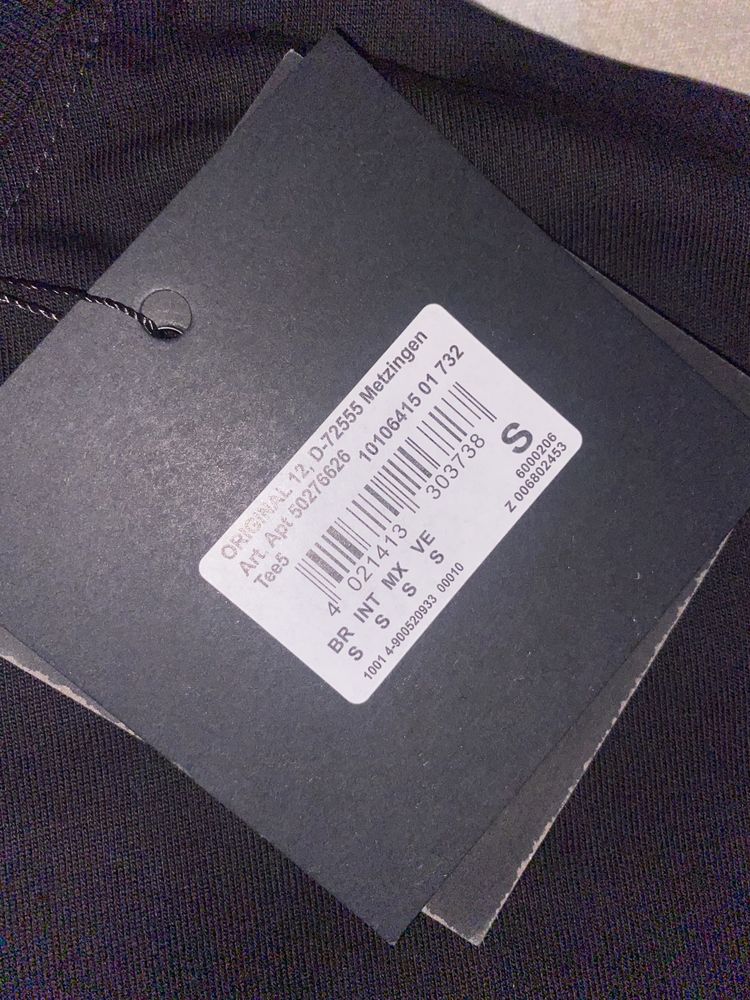 ORIGINAL 12, D-72555 Metzingen
Art. Apt 50276626 10106415 01 732
Tee5
4 021413 303738
S
BR INT MX VE
S S S S
6000206
Z 006802453
1001 4-900520933 00010